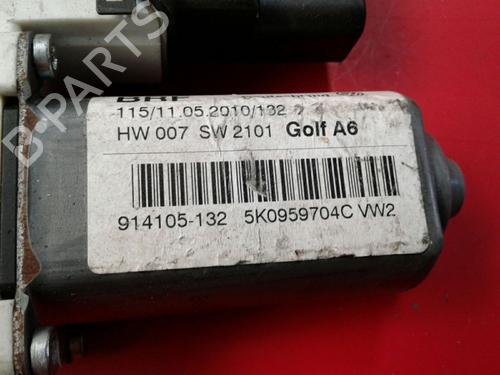 BRF
115/11.05.2010/132
HW 007 SW 2101 Golf A6
914105-132 5K0959704C VW2
B-Parts